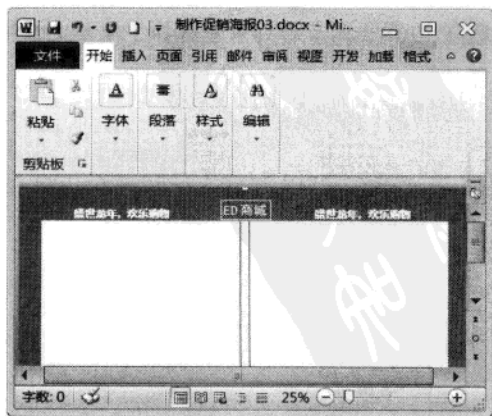 制作促销海报03.docx - Mi...
文件 开始 插入 页面 引用 邮件 审阅 视图 开发 加载 格式
粘贴 字体 段落 样式 编辑
剪贴板
盛世龙年，欢乐购物 ED商城 盛世龙年，欢乐购物
字数: 0 25%